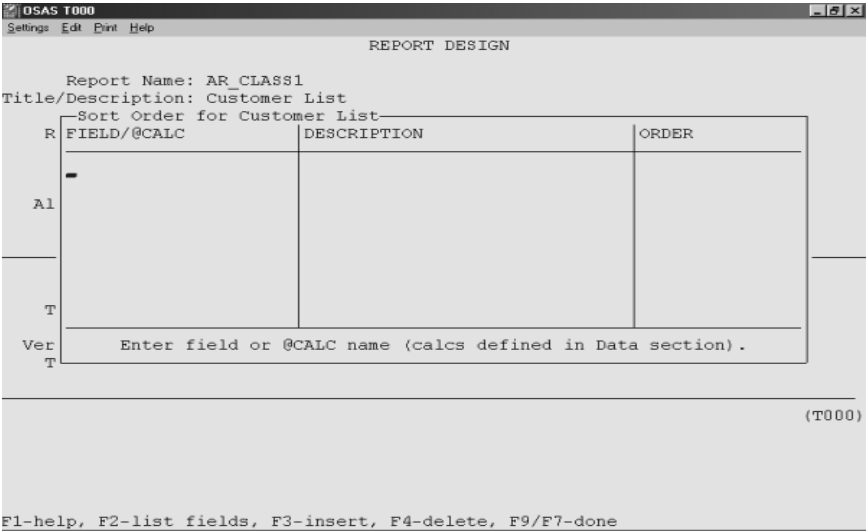 OSAS T000
Settings Edit Print Help
REPORT DESIGN
Report Name: AR_CLASS1
Title/Description: Customer List
Sort Order for Customer List
R FIELD/@CALC DESCRIPTION ORDER
Al
T
Ver Enter field or @CALC name (calcs defined in Data section).
T
(T000)
F1-help, F2-list fields, F3-insert, F4-delete, F9/F7-done